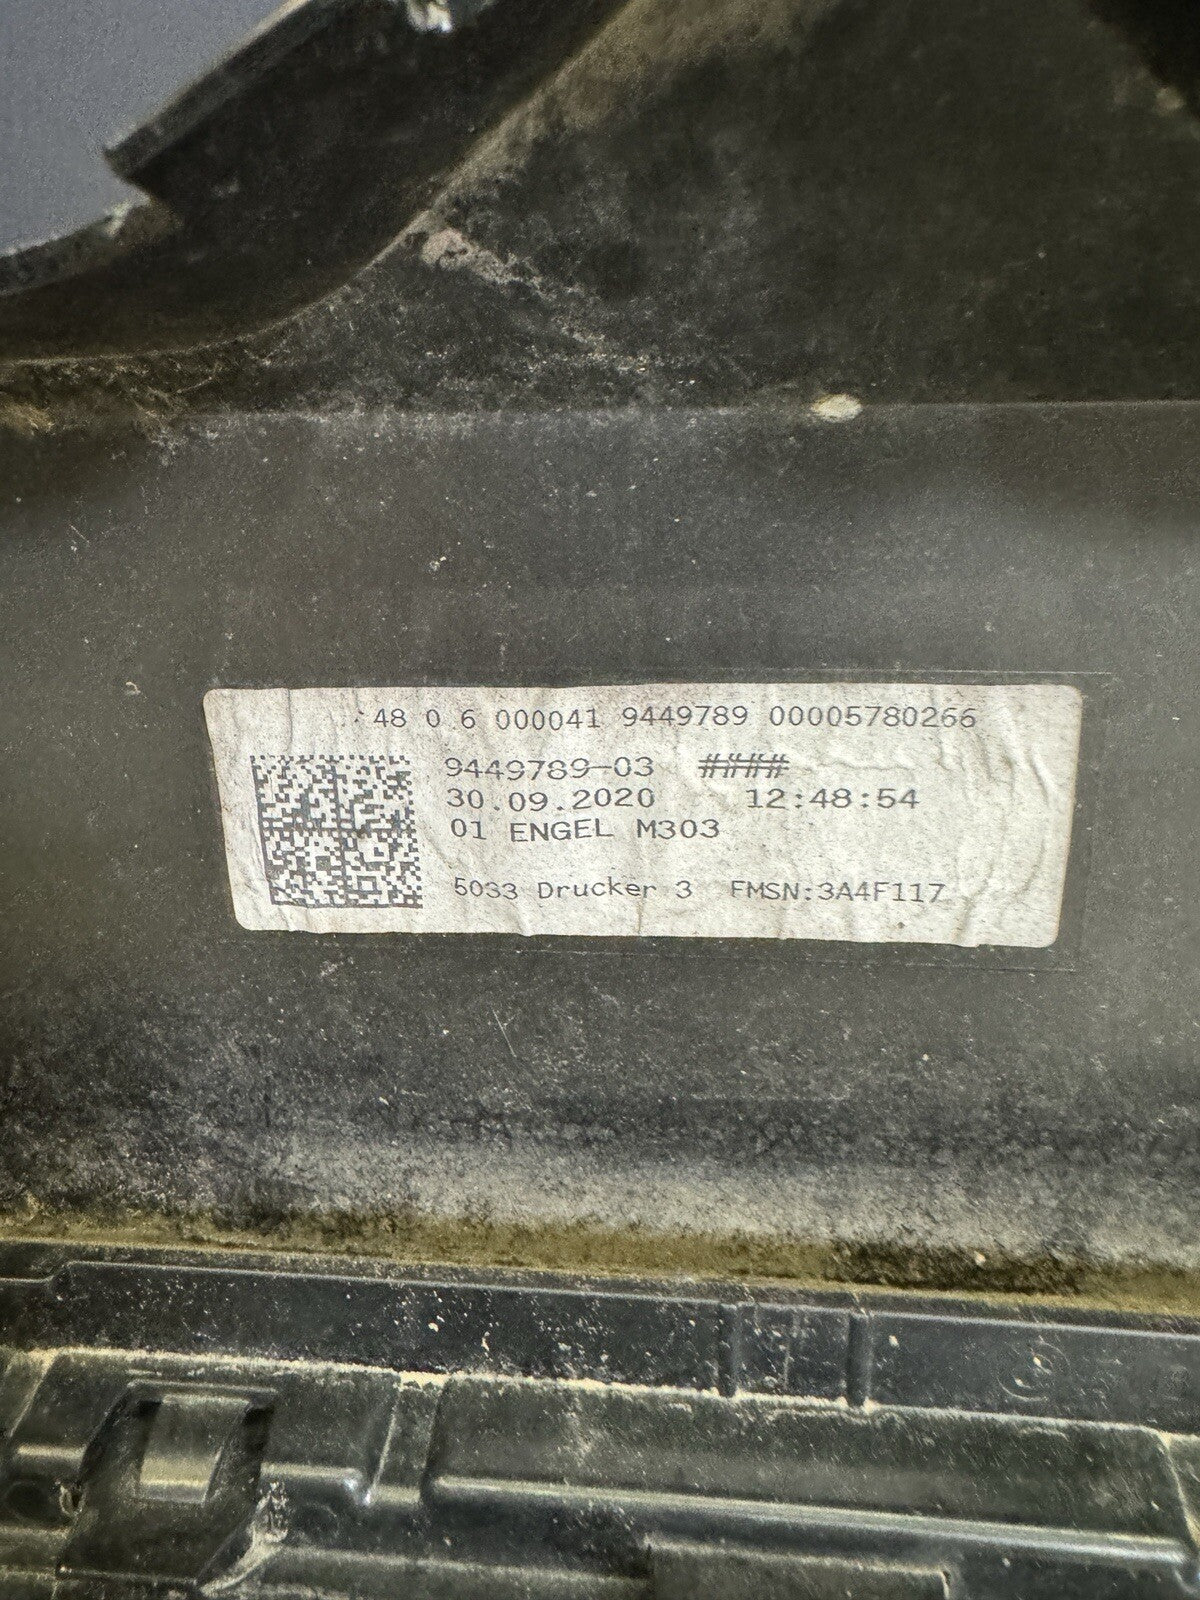 48 0 6 000041 9449789 00005780266
9449789-03 ####
30.09.2020 12:48:54
01 ENGEL M303
5033 Drucker 3 FMSN:3A4F117